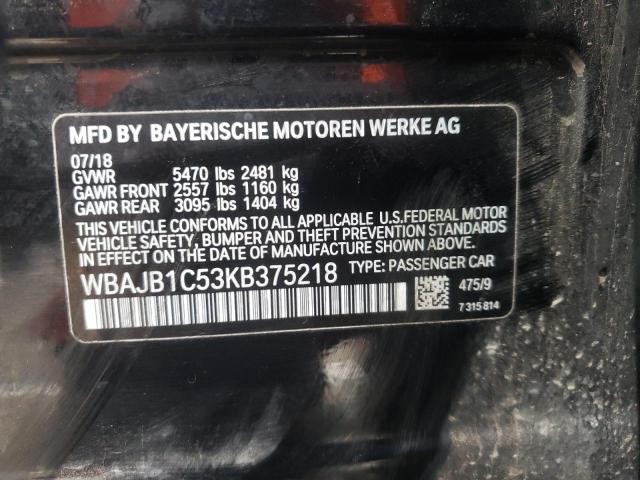 MFD BY BAYERISCHE MOTOREN WERKE AG
07/18
GVWR 5470 lbs 2481 kg
GAWR FRONT 2557 lbs 1160 kg
GAWR REAR 3095 lbs 1404 kg
THIS VEHICLE CONFORMS TO ALL APPLICABLE U.S.FEDERAL MOTOR
VEHICLE SAFETY, BUMPER AND THEFT PREVENTION STANDARDS
IN EFFECT ON THE DATE OF MANUFACTURE SHOWN ABOVE.
WBAJB1C53KB375218 TYPE: PASSENGER CAR
475/9
7 315 814